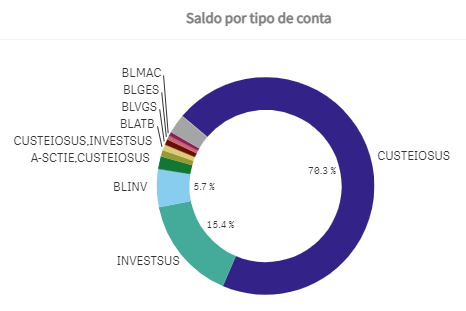 Saldo por tipo de conta
BLMAC
BLGES
BLVGS
BLATB
CUSTEIOSUS,INVESTSUS
A-SCTIE,CUSTEIOSUS
BLINV
INVESTSUS
CUSTEIOSUS
70.3 %
5.7 %
15.4 %